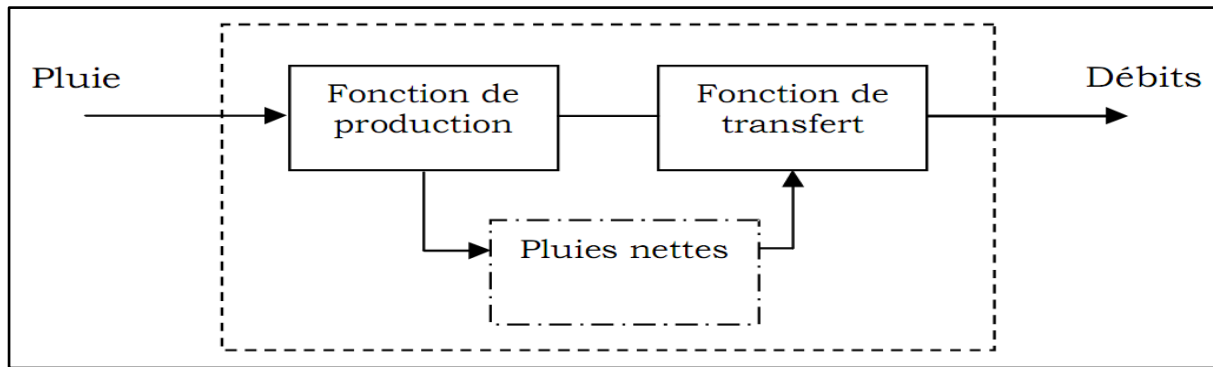 Pluie
Fonction de
production
Fonction de
transfert
Débits
Pluies nettes